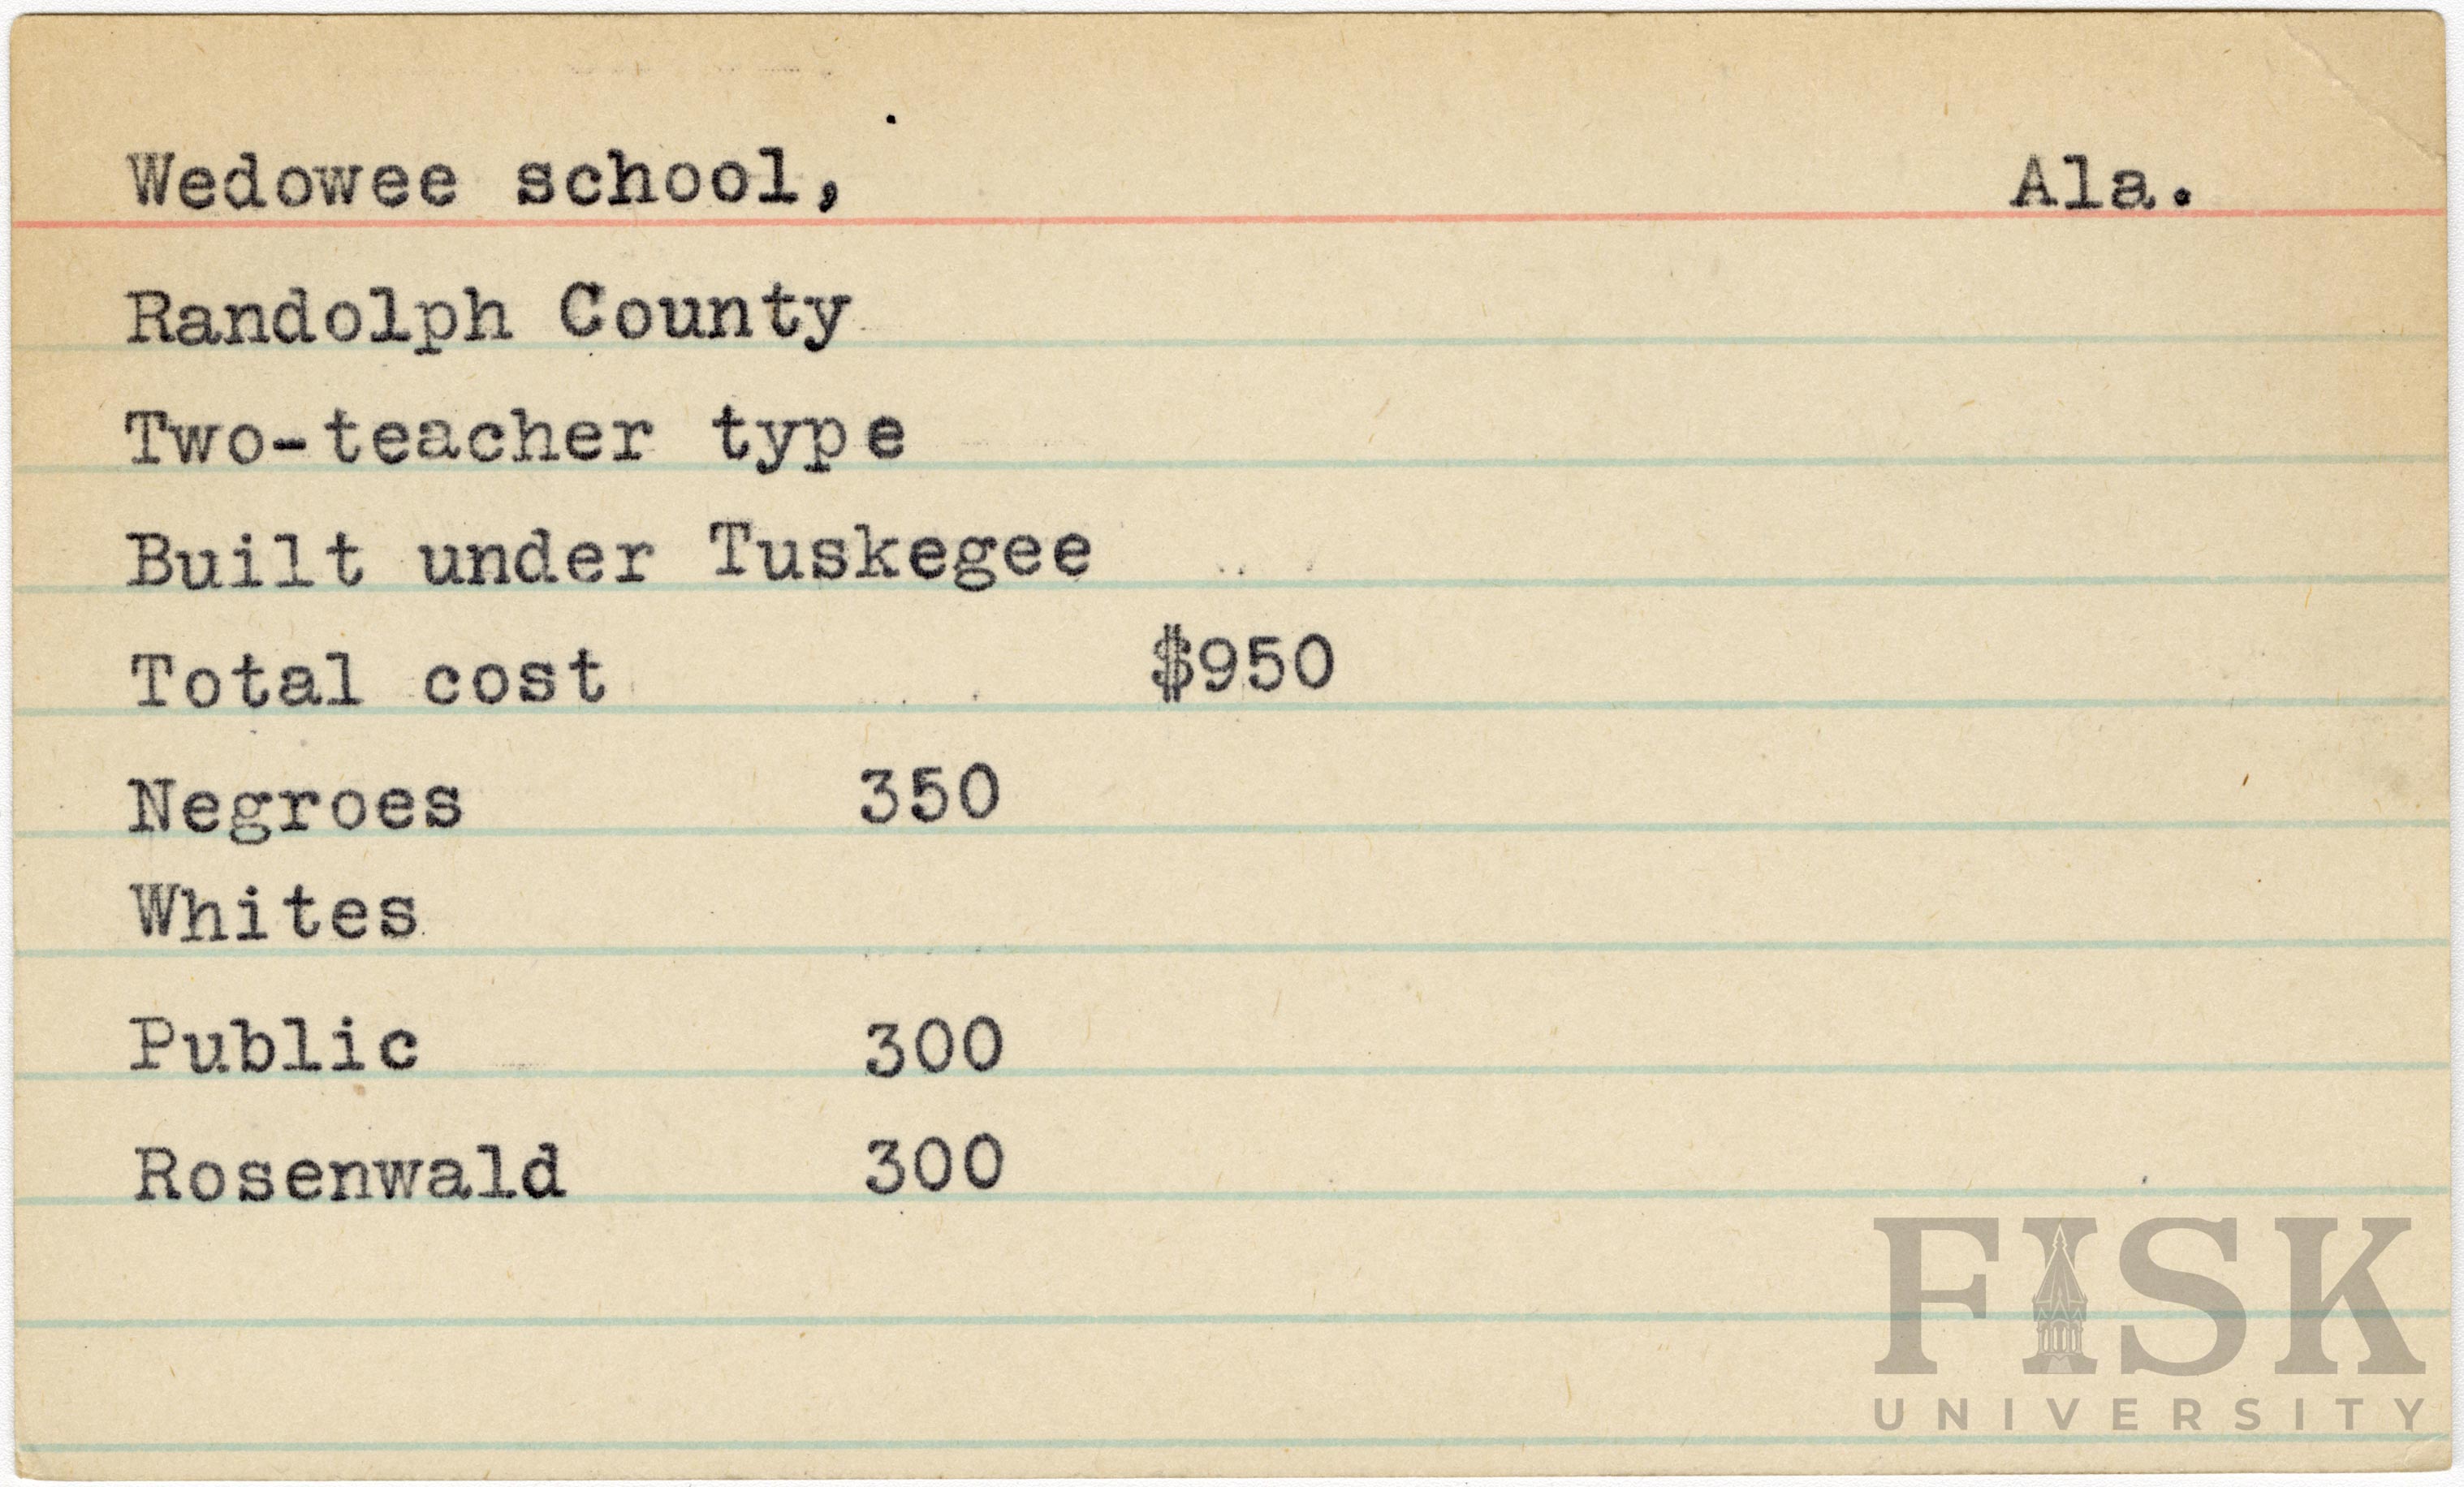 Wedowee school, Ala.
Randolph County
Two-teacher type
Built under Tuskegee
Total cost $950
Negroes 350
Whites
Public 300
Rosenwald 300
FISK
UNIVERSITY